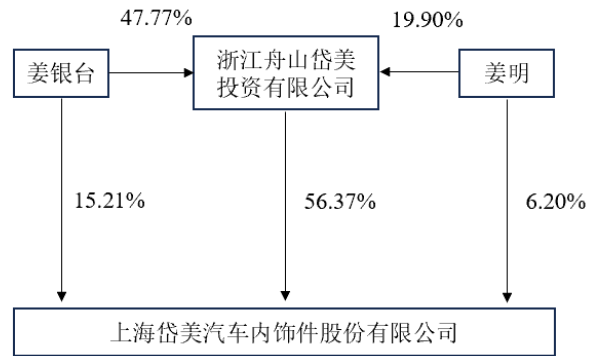 47.77%
19.90%
姜银台
浙江舟山岱美
投资有限公司
姜明
15.21%
56.37%
6.20%
上海岱美汽车内饰件股份有限公司